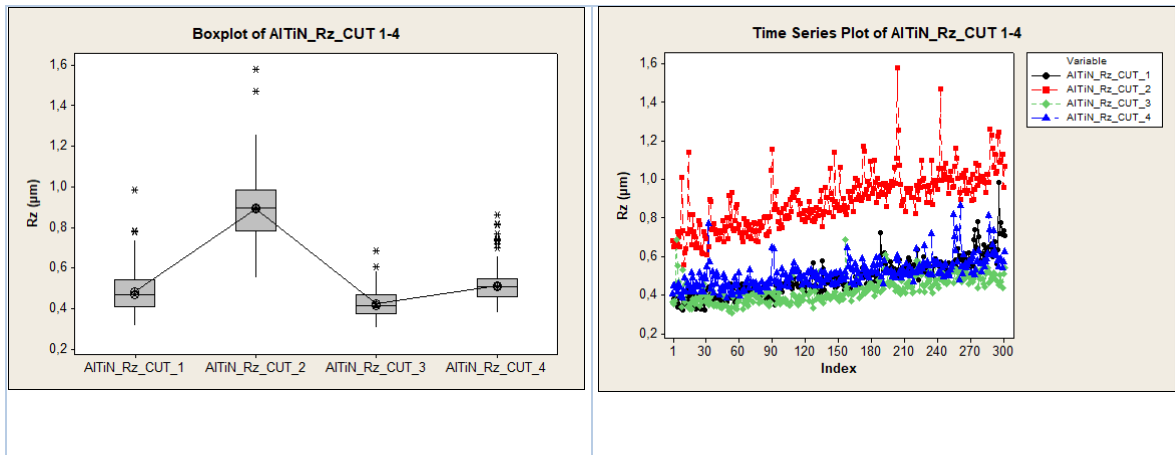 Boxplot of AlTiN_Rz_CUT 1-4
Rz (µm)
1,6
1,4
1,2
1,0
0,8
0,6
0,4
0,2
AlTiN_Rz_CUT_1 AlTiN_Rz_CUT_2 AlTiN_Rz_CUT_3 AlTiN_Rz_CUT_4
Time Series Plot of AlTiN_Rz_CUT 1-4
Rz (µm)
1,6
1,4
1,2
1,0
0,8
0,6
0,4
0,2
1 30 60 90 120 150 180 210 240 270 300
Index
Variable
AlTiN_Rz_CUT_1
AlTiN_Rz_CUT_2
AlTiN_Rz_CUT_3
AlTiN_Rz_CUT_4